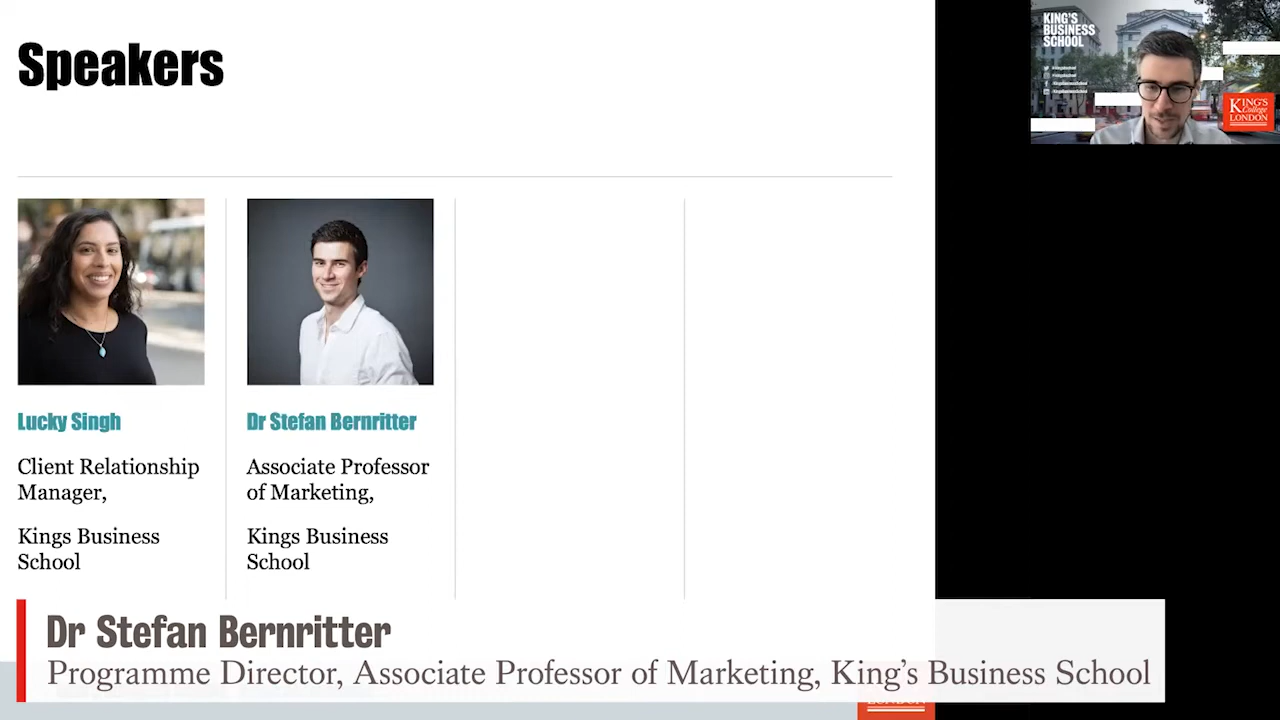 Speakers
KING'S
BUSINESS
SCHOOL
KING'S
College
LONDON
Lucky Singh
Client Relationship
Manager,
Kings Business
School
Dr Stefan Bernritter
Associate Professor
of Marketing,
Kings Business
School
Dr Stefan Bernritter
Programme Director, Associate Professor of Marketing, King’s Business School
LONDON